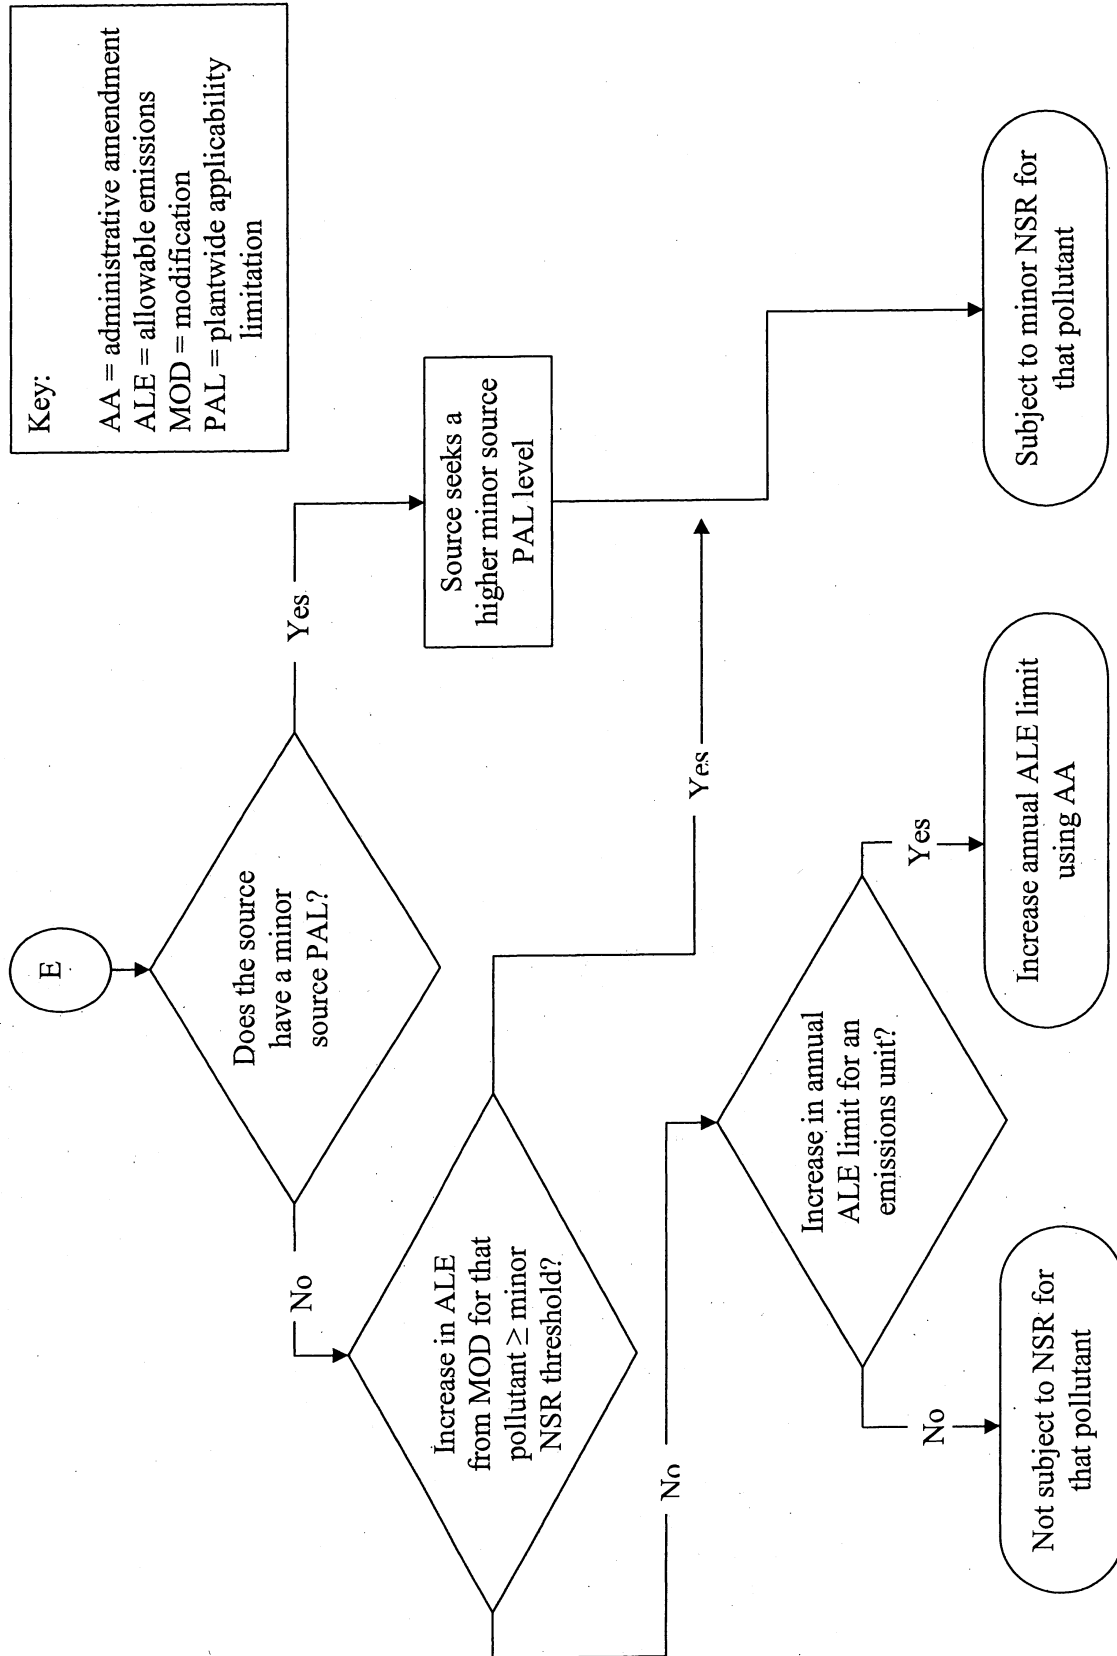 Key:
AA = administrative amendment
ALE = allowable emissions
MOD = modification
PAL = plantwide applicability
limitation
E
Does the source
have a minor
source PAL?
Yes
No
Source seeks a
higher minor source
PAL level
Increase in ALE
from MOD for that
pollutant ≥ minor
NSR threshold?
Yes
No
Increase in annual
ALE limit for an
emissions unit?
No
Yes
Not subject to NSR for
that pollutant
Increase annual ALE limit
using AA
Subject to minor NSR for
that pollutant